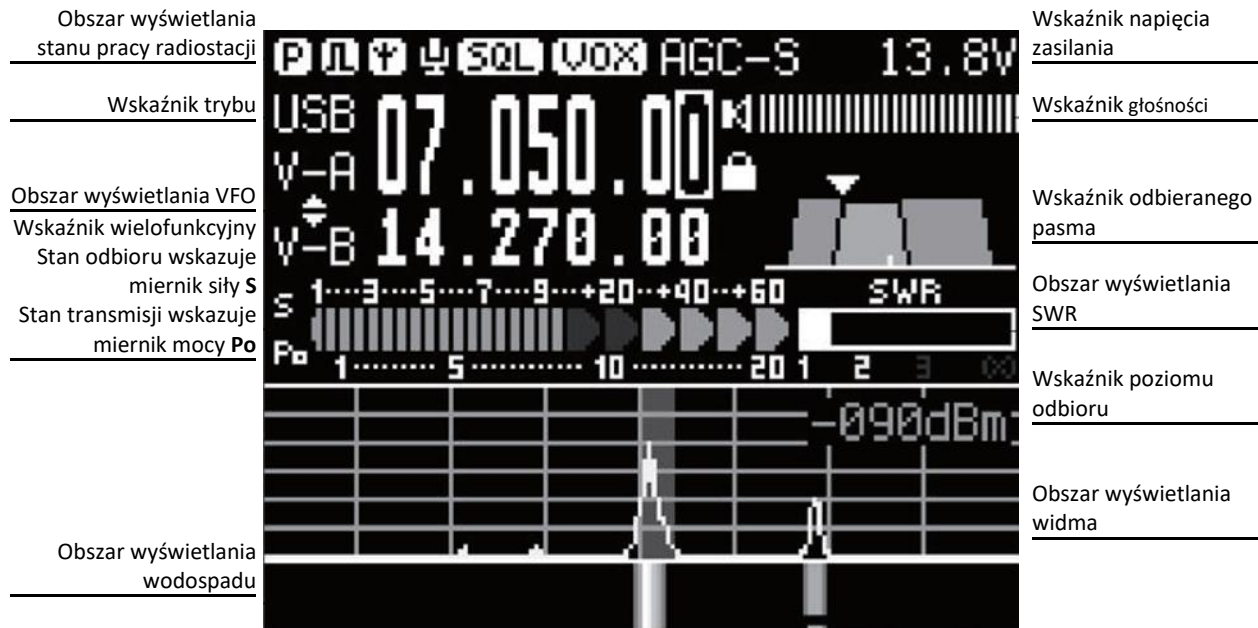 Obszar wyświetlania
stanu pracy radiostacji
Wskaźnik trybu
Obszar wyświetlania VFO
Wskaźnik wielofunkcyjny
Stan odbioru wskazuje
miernik siły S
Stan transmisji wskazuje
miernik mocy Po
Obszar wyświetlania
wodospadu
P SQL VOX AGC-S 13.8V
USB 07.050.00
V-A
V-B 14.270.00
S 1····3····5····7····9···+20··+40··+60 SWR
Po 1········· 5 ············ 10 ············ 20 1 2 3 ∞
-090dBm
Wskaźnik napięcia
zasilania
Wskaźnik głośności
Wskaźnik odbieranego
pasma
Obszar wyświetlania
SWR
Wskaźnik poziomu
odbioru
Obszar wyświetlania
widma